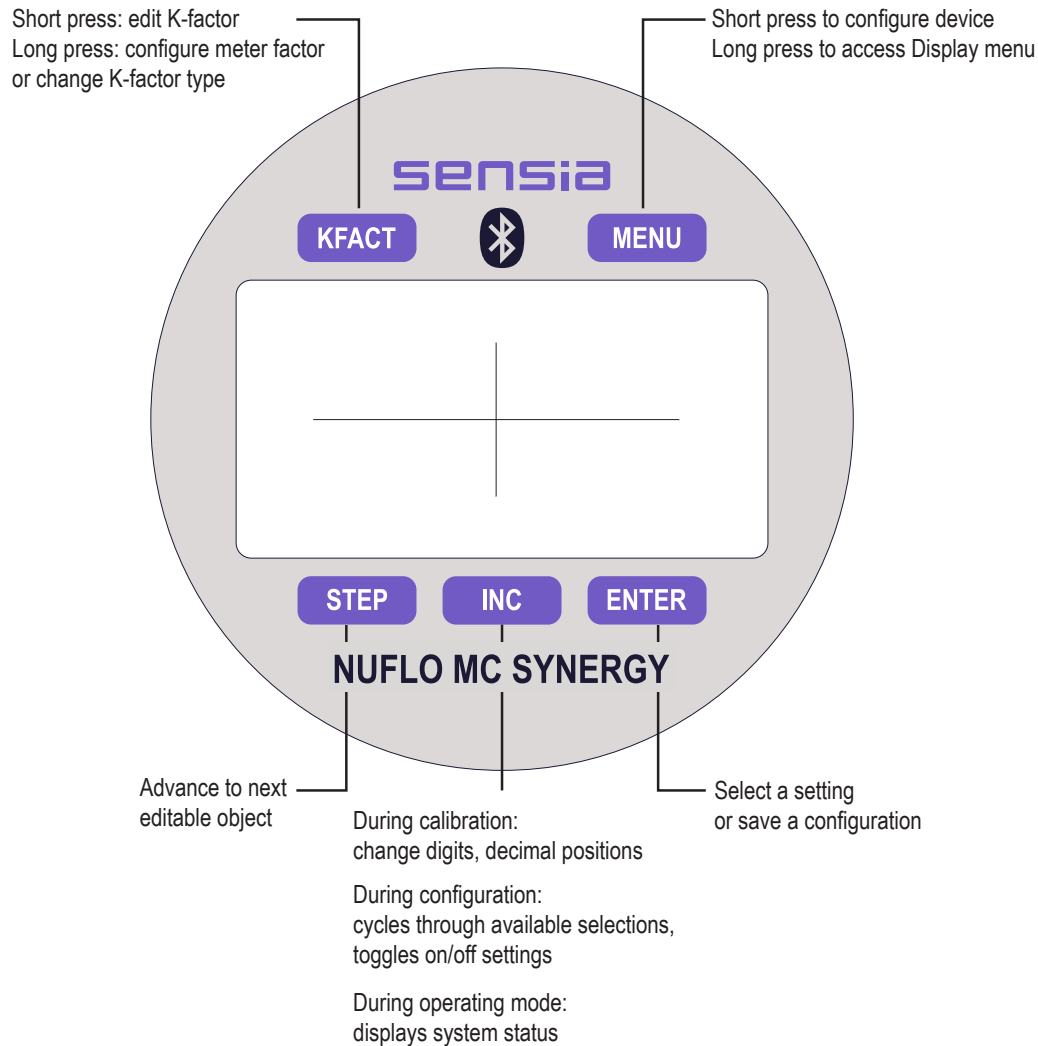 Short press: edit K-factor
Long press: configure meter factor
or change K-factor type
Short press to configure device
Long press to access Display menu
sensia
KFACT
MENU
STEP
INC
ENTER
NUFLO MC SYNERGY
Advance to next
editable object
During calibration:
change digits, decimal positions
During configuration:
cycles through available selections,
toggles on/off settings
During operating mode:
displays system status
Select a setting
or save a configuration